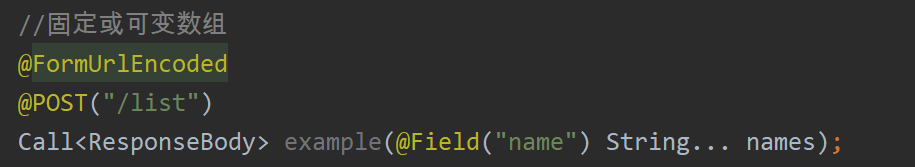 //固定或可变数组
@FormUrlEncoded
@POST("/list")
Call<ResponseBody> example(@Field("name") String... names);